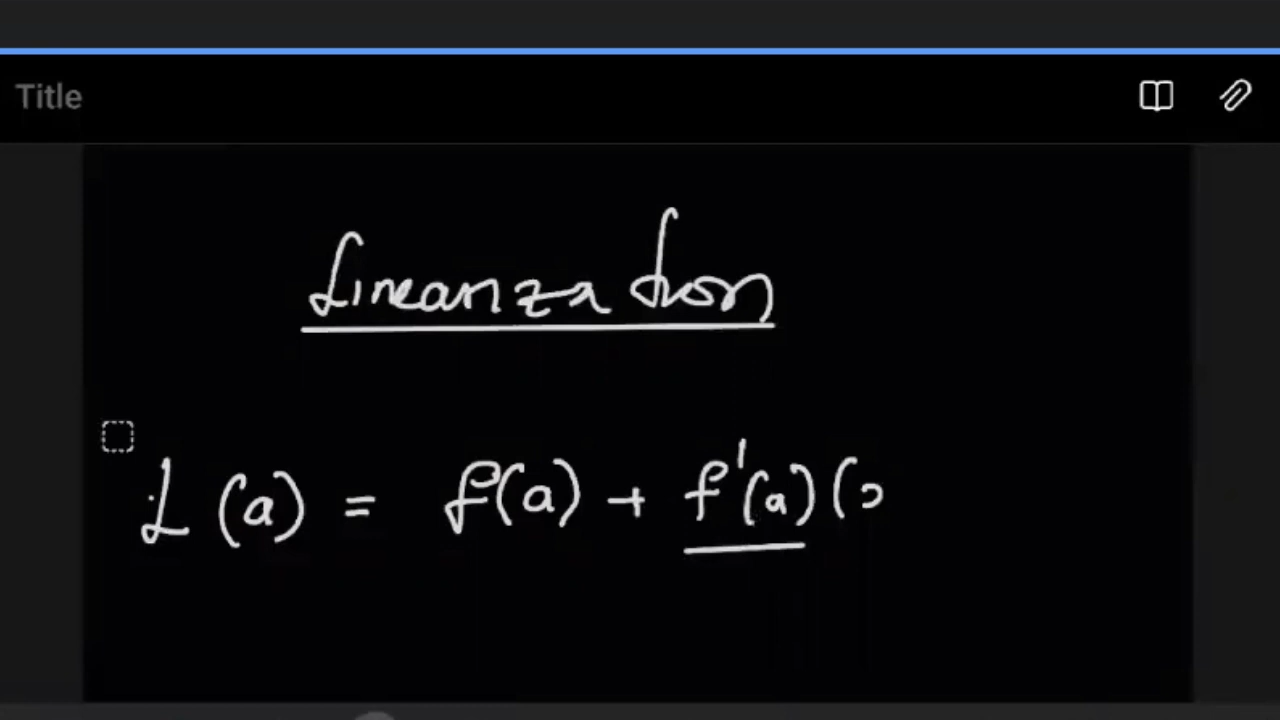 Title
Linearization
L(a) = f(a) + f'(a)(